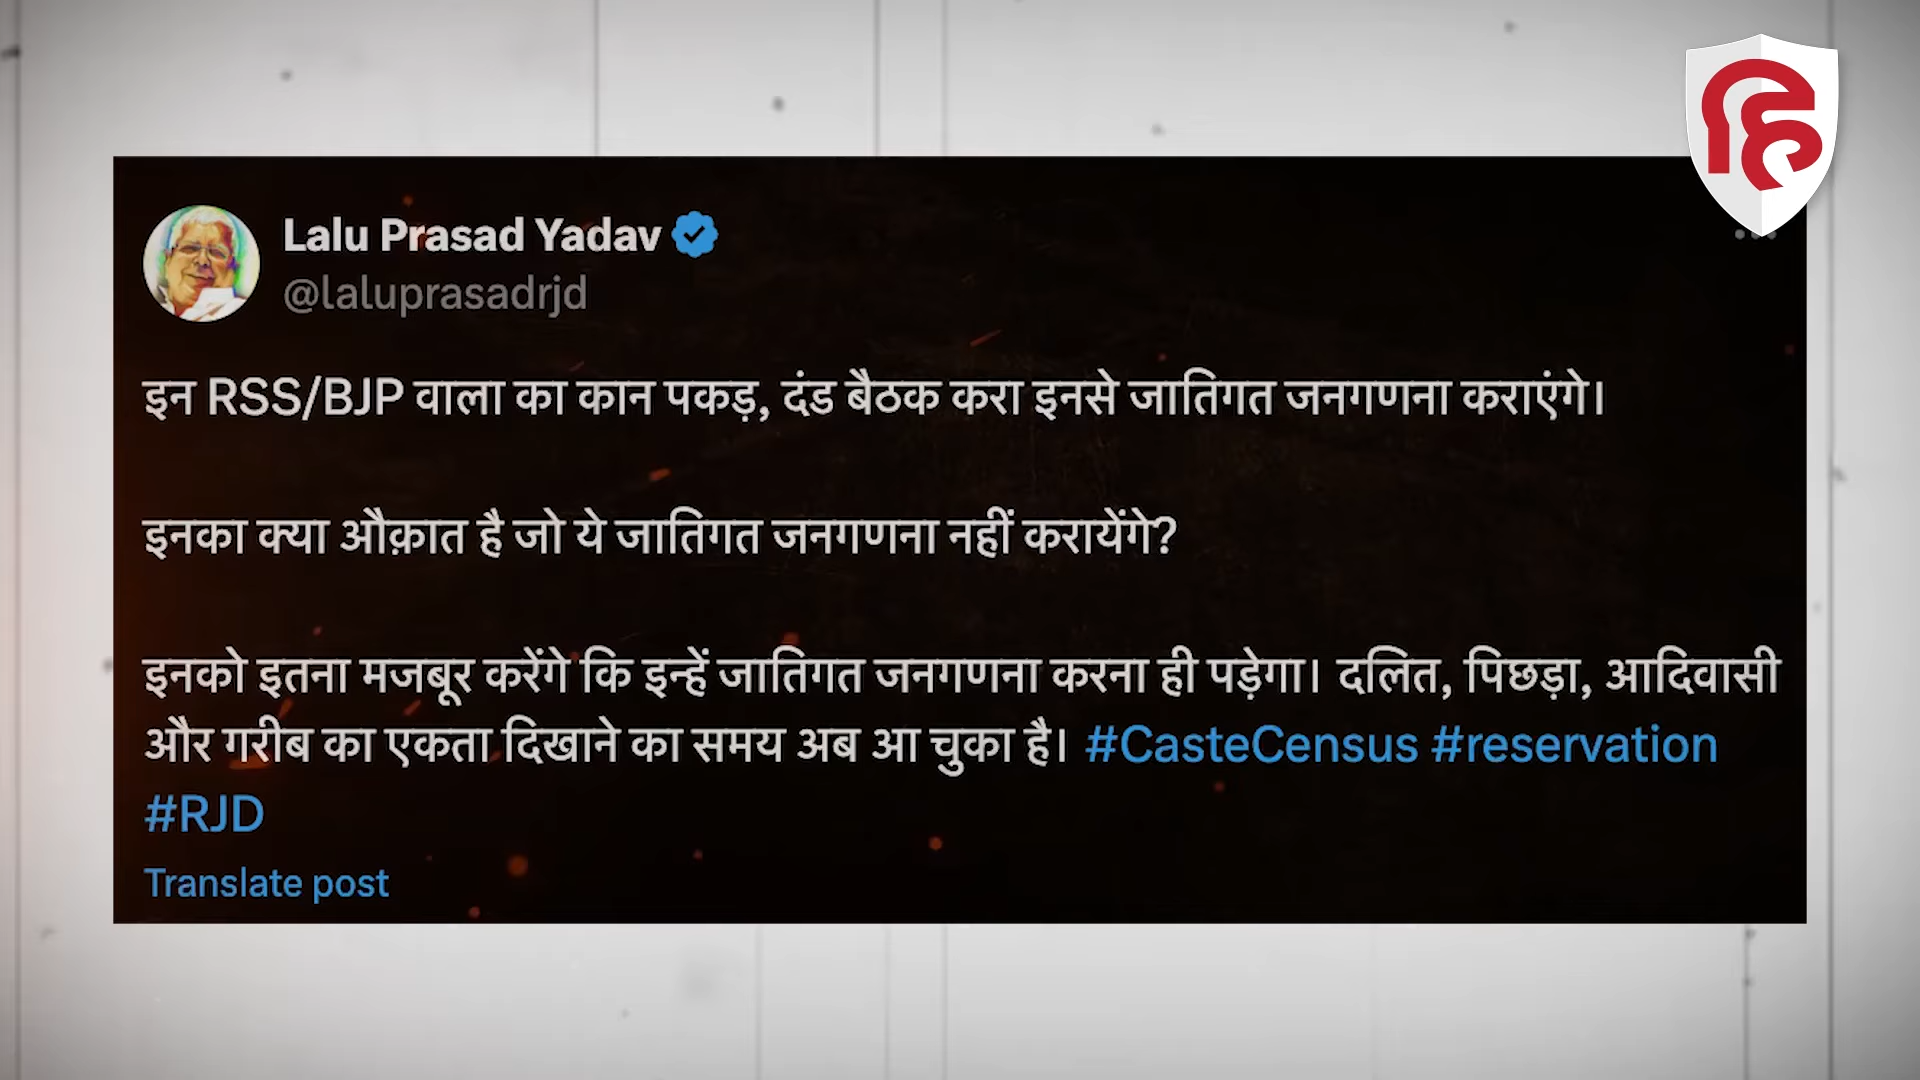 हि
Lalu Prasad Yadav
@laluprasadrjd
इन RSS/BJP वाला का कान पकड़, दंड बैठक करा इनसे जातिगत जनगणना कराएंगे।
इनका क्या औक़ात है जो ये जातिगत जनगणना नहीं करायेंगे?
इनको इतना मजबूर करेंगे कि इन्हें जातिगत जनगणना करना ही पड़ेगा। दलित, पिछड़ा, आदिवासी
और गरीब का एकता दिखाने का समय अब आ चुका है। #CasteCensus #reservation
#RJD
Translate post